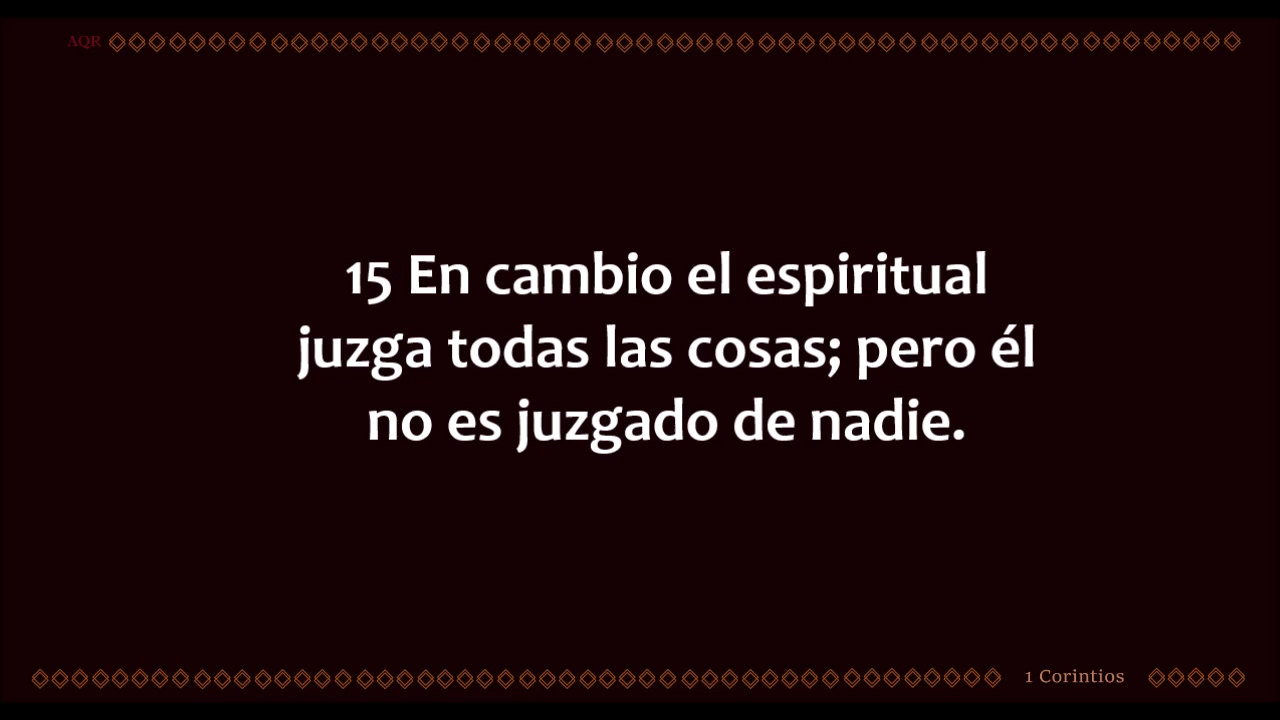 AQR
15 En cambio el espiritual
juzga todas las cosas; pero él
no es juzgado de nadie.
1 Corintios